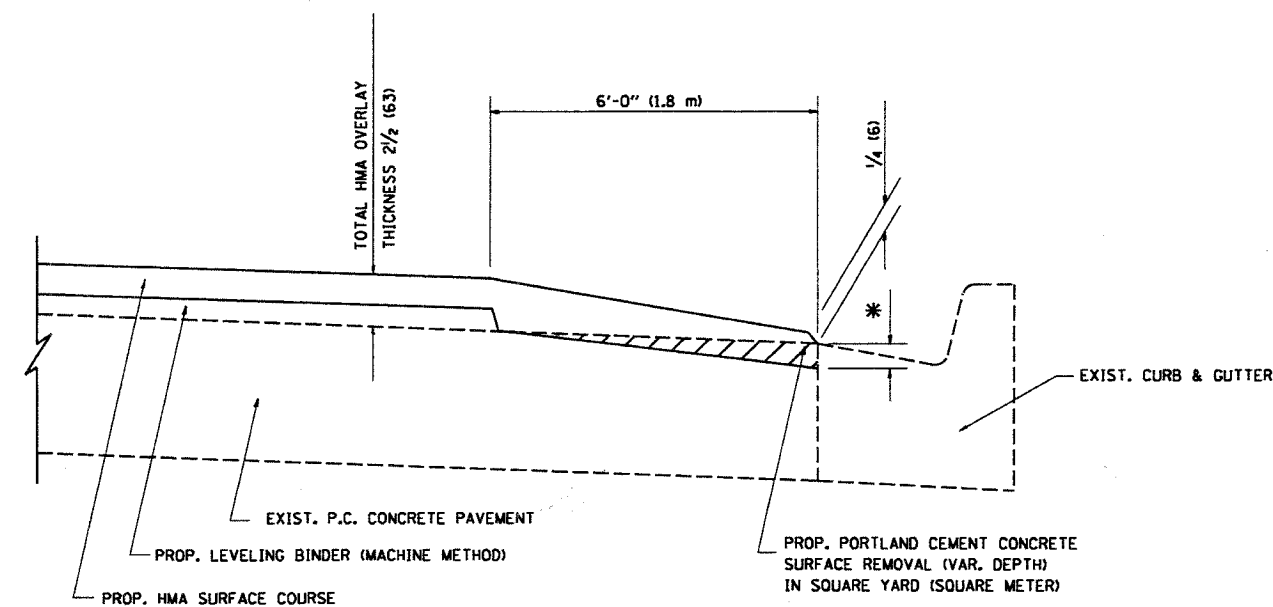 TOTAL HMA OVERLAY
THICKNESS 2½ (63)
6'-0" (1.8 m)
¼ (6)
*
EXIST. CURB & GUTTER
EXIST. P.C. CONCRETE PAVEMENT
PROP. LEVELING BINDER (MACHINE METHOD)
PROP. HMA SURFACE COURSE
PROP. PORTLAND CEMENT CONCRETE
SURFACE REMOVAL (VAR. DEPTH)
IN SQUARE YARD (SQUARE METER)